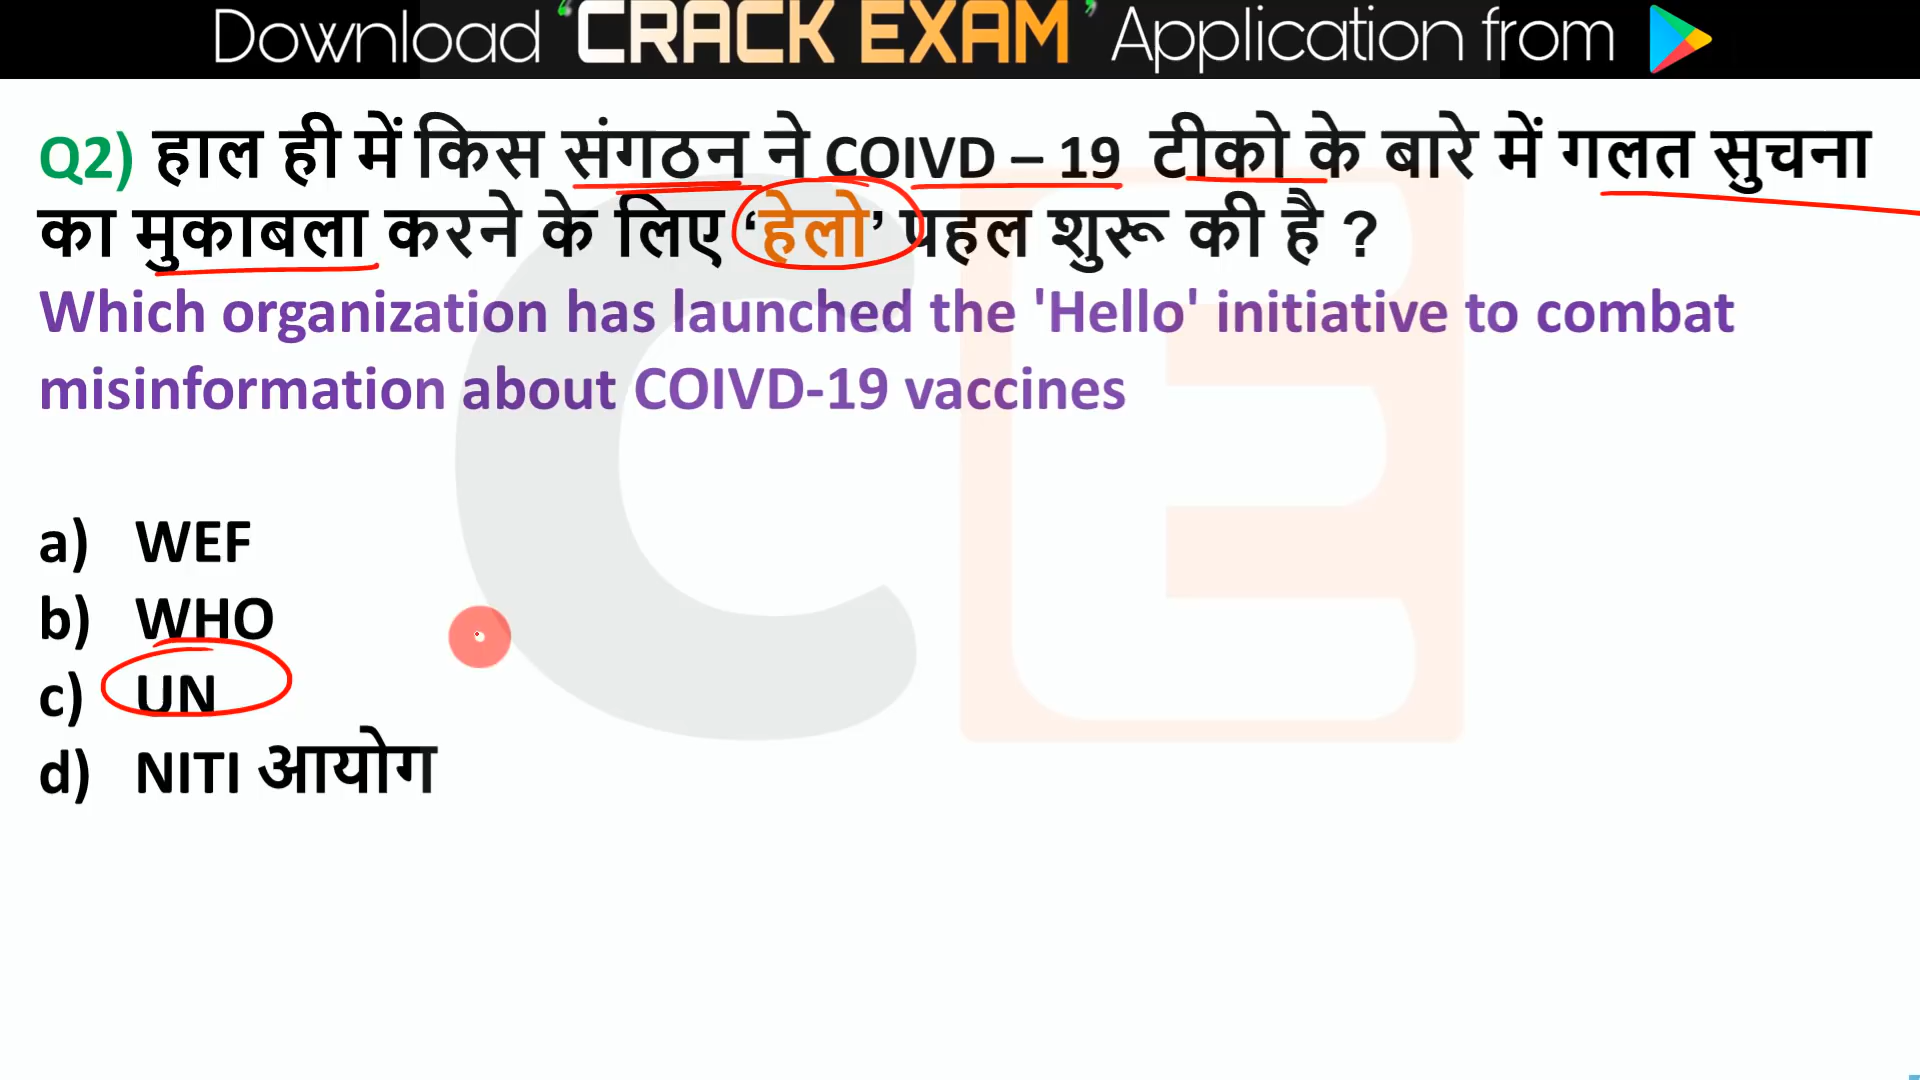 Download ‘CRACK EXAM’ Application from
Q2) हाल ही में किस संगठन ने COIVD – 19 टीको के बारे में गलत सुचना
का मुकाबला करने के लिए ‘हेलो’ पहल शुरू की है ?
Which organization has launched the 'Hello' initiative to combat
misinformation about COIVD-19 vaccines
a) WEF
b) WHO
c) UN
d) NITI आयोग
CE